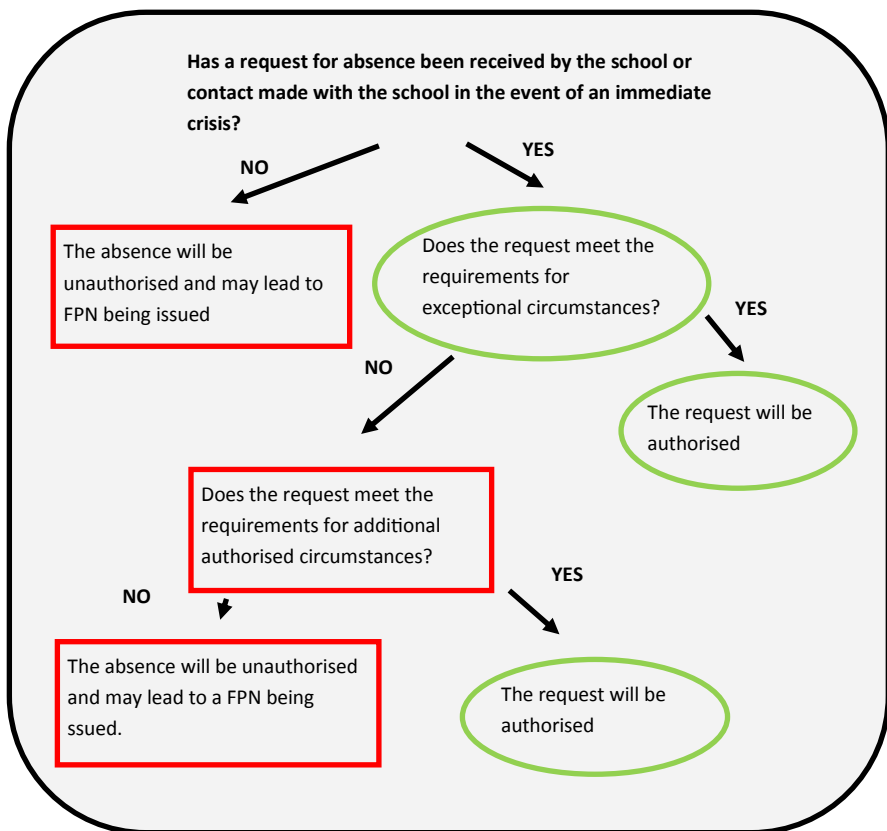 Has a request for absence been received by the school or
contact made with the school in the event of an immediate
crisis?
NO
YES
The absence will be
unauthorised and may lead to
FPN being issued
Does the request meet the
requirements for
exceptional circumstances?
YES
NO
The request will be
authorised
Does the request meet the
requirements for additional
authorised circumstances?
NO
YES
The absence will be unauthorised
and may lead to a FPN being
ssued.
The request will be
authorised